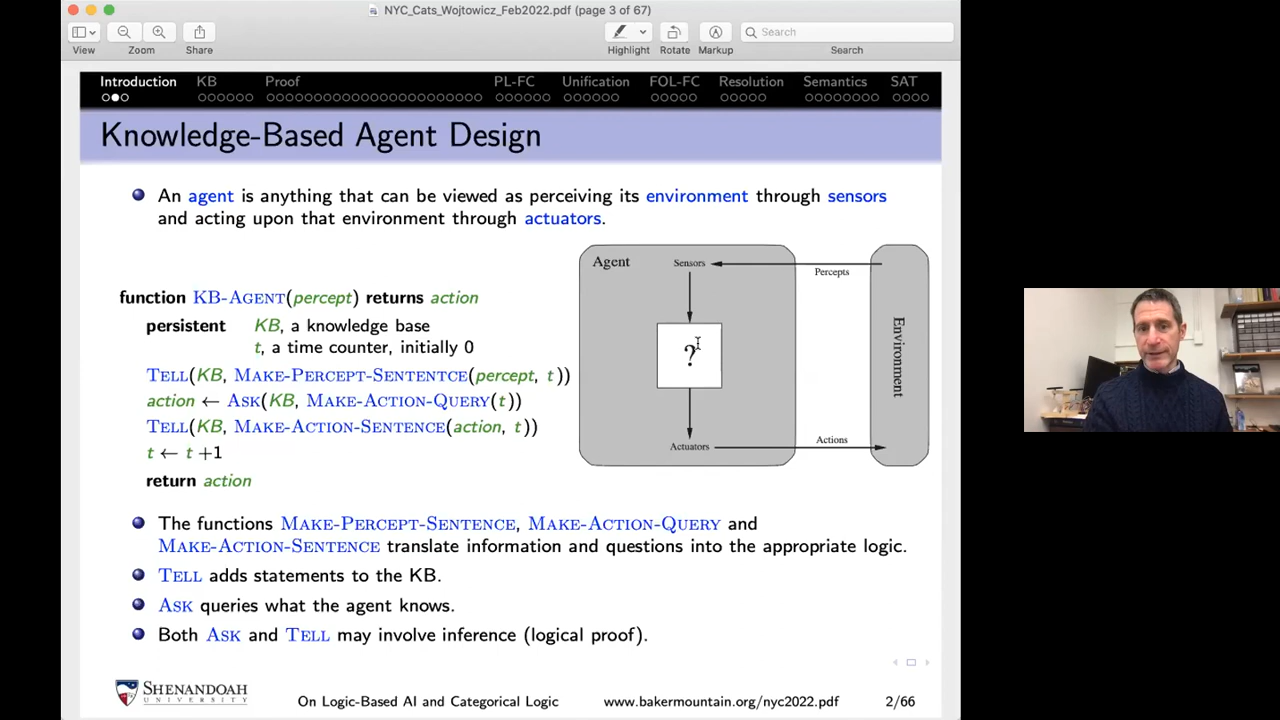 NYC_Cats_Wojtowicz_Feb2022.pdf (page 3 of 67)
Search
View
Zoom
Share
Highlight
Rotate
Markup
Search
Introduction
KB
Proof
PL-FC
Unification
FOL-FC
Resolution
Semantics
SAT
Knowledge-Based Agent Design
An agent is anything that can be viewed as perceiving its environment through sensors
and acting upon that environment through actuators.
function KB-AGENT(percept) returns action
persistent KB, a knowledge base
t, a time counter, initially 0
TELL(KB, MAKE-PERCEPT-SENTENTCE(percept, t ))
action ← ASK(KB, MAKE-ACTION-QUERY(t))
TELL(KB, MAKE-ACTION-SENTENCE(action, t))
t ← t +1
return action
Agent
Sensors
?
Actuators
Percepts
Actions
Environment
The functions MAKE-PERCEPT-SENTENCE, MAKE-ACTION-QUERY and
MAKE-ACTION-SENTENCE translate information and questions into the appropriate logic.
TELL adds statements to the KB.
ASK queries what the agent knows.
Both ASK and TELL may involve inference (logical proof).
SHENANDOAH
UNIVERSITY
On Logic-Based AI and Categorical Logic
www.bakermountain.org/nyc2022.pdf
2/66